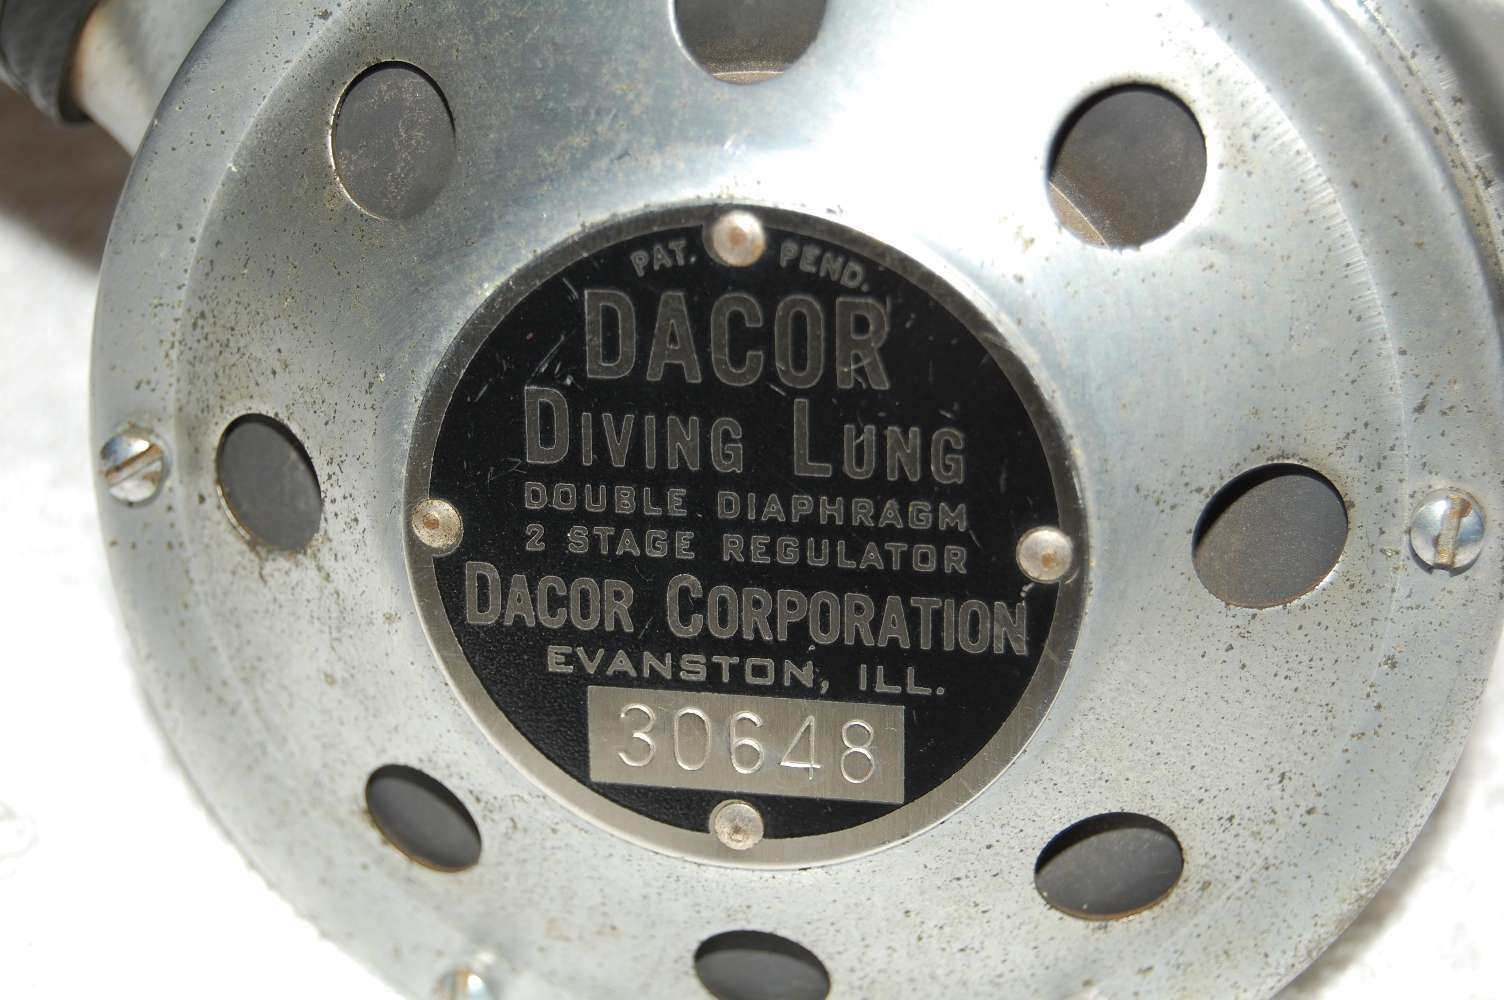 PAT. PEND.
DACOR
DIVING LUNG
DOUBLE DIAPHRAGM
2 STAGE REGULATOR
DACOR CORPORATION
EVANSTON, ILL.
30648